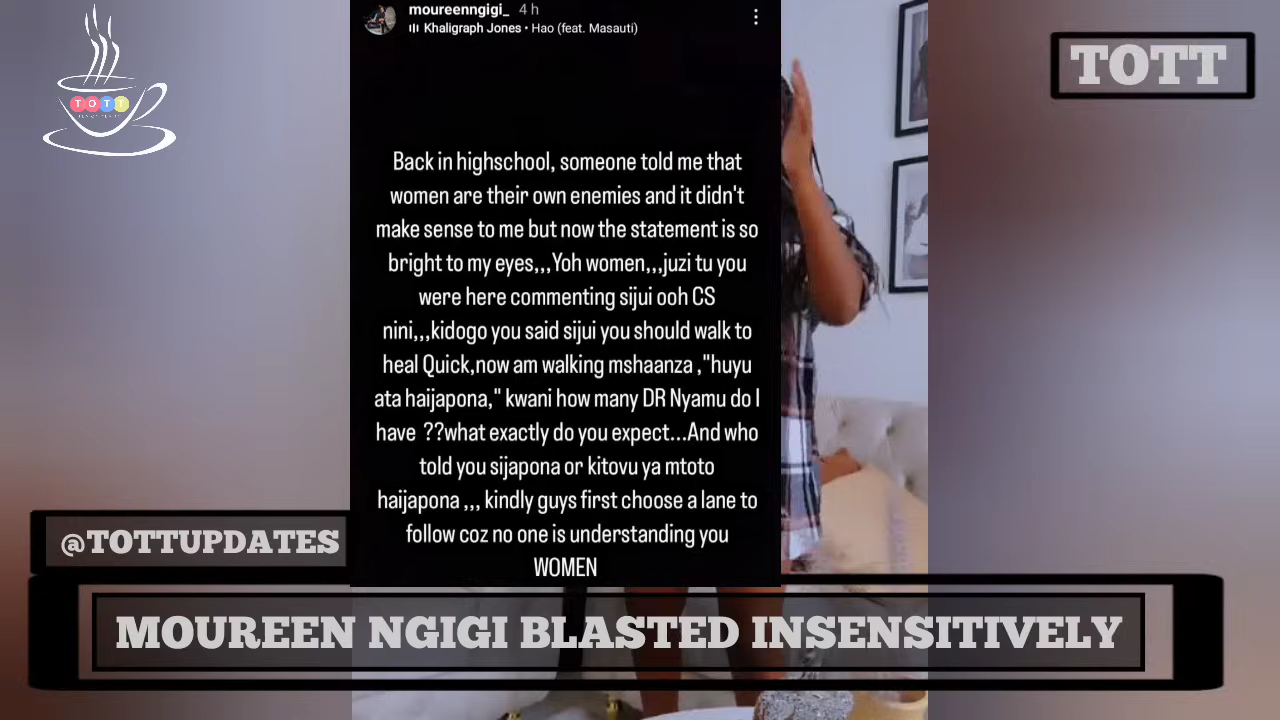 moureenngigi_ 4 h
Khaligraph Jones • Hao (feat. Masauti)
TOTT
TOTT
Back in highschool, someone told me that
women are their own enemies and it didn't
make sense to me but now the statement is so
bright to my eyes,,,Yoh women,,,juzi tu you
were here commenting sijui ooh CS
nini,,,kidogo you said sijui you should walk to
heal Quick,now am walking mshaanza ,"huyu
ata haijapona," kwani how many DR Nyamu do I
have ??what exactly do you expect...And who
told you sijapona or kitovu ya mtoto
haijapona ,,, kindly guys first choose a lane to
follow coz no one is understanding you
WOMEN
@TOTTUPDATES
MOUREEN NGIGI BLASTED INSENSITIVELY